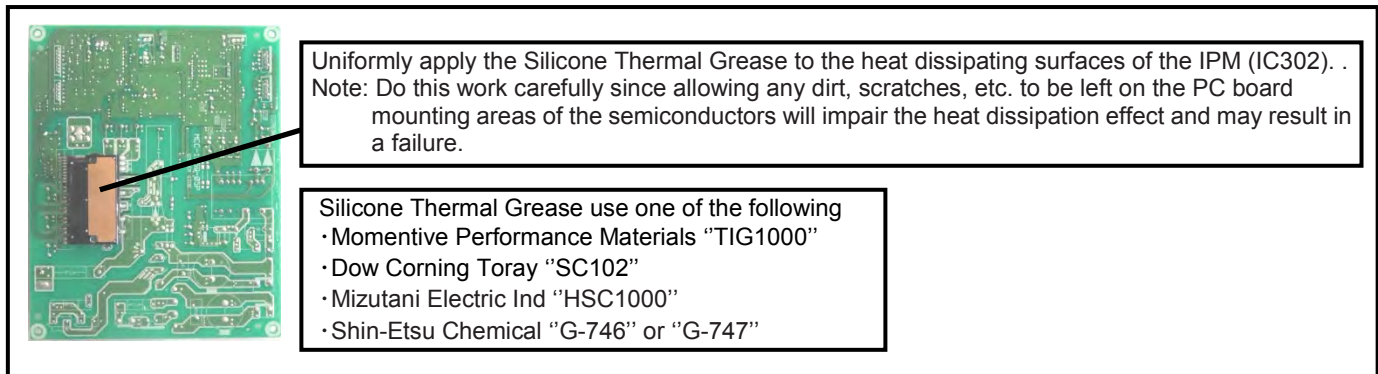 Uniformly apply the Silicone Thermal Grease to the heat dissipating surfaces of the IPM (IC302). .
Note: Do this work carefully since allowing any dirt, scratches, etc. to be left on the PC board
mounting areas of the semiconductors will impair the heat dissipation effect and may result in
a failure.
Silicone Thermal Grease use one of the following
・Momentive Performance Materials ‘’TIG1000’’
・Dow Corning Toray ‘’SC102’’
・Mizutani Electric Ind ‘’HSC1000’’
・Shin-Etsu Chemical ‘’G-746’’ or ‘’G-747’’